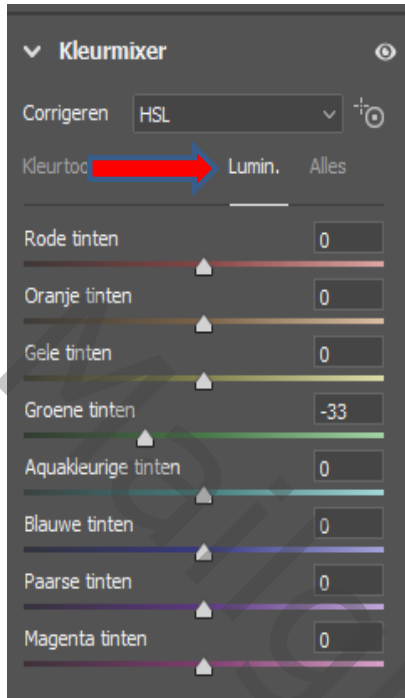 Kleurmixer
Corrigeren HSL
Lumin. Alles
Rode tinten 0
Oranje tinten 0
Gele tinten 0
Groene tinten -33
Aquakleurige tinten 0
Blauwe tinten 0
Paarse tinten 0
Magenta tinten 0